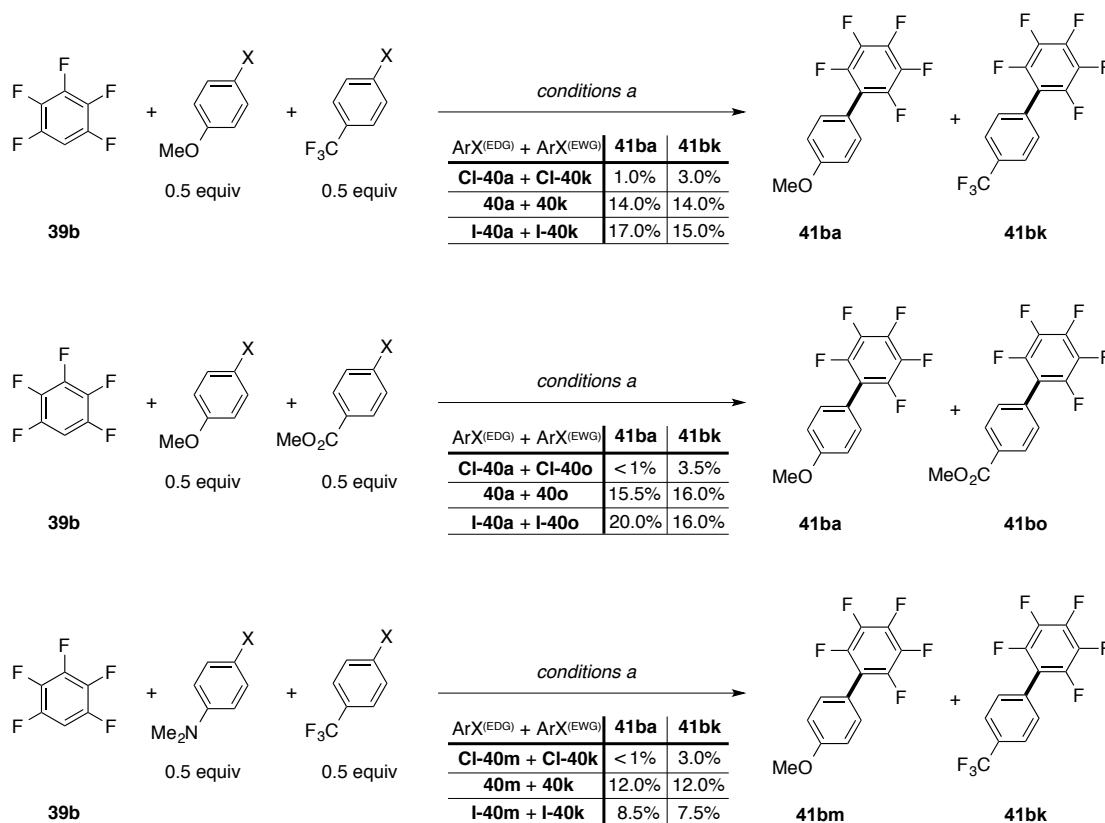 F
F
F
F
F
39b
+
X
MeO
0.5 equiv
+
X
F3C
0.5 equiv
conditions a
ArX(EDG) + ArX(EWG) 41ba 41bk
Cl-40a + Cl-40k 1.0% 3.0%
40a + 40k 14.0% 14.0%
I-40a + I-40k 17.0% 15.0%
F
F
F
F
F
MeO
41ba
+
F
F
F
F
F
F3C
41bk
F
F
F
F
F
39b
+
X
MeO
0.5 equiv
+
X
MeO2C
0.5 equiv
conditions a
ArX(EDG) + ArX(EWG) 41ba 41bk
Cl-40a + Cl-40o <1% 3.5%
40a + 40o 15.5% 16.0%
I-40a + I-40o 20.0% 16.0%
F
F
F
F
F
MeO
41ba
+
F
F
F
F
F
MeO2C
41bo
F
F
F
F
F
39b
+
X
Me2N
0.5 equiv
+
X
F3C
0.5 equiv
conditions a
ArX(EDG) + ArX(EWG) 41ba 41bk
Cl-40m + Cl-40k <1% 3.0%
40m + 40k 12.0% 12.0%
I-40m + I-40k 8.5% 7.5%
F
F
F
F
F
MeO
41bm
+
F
F
F
F
F
F3C
41bk